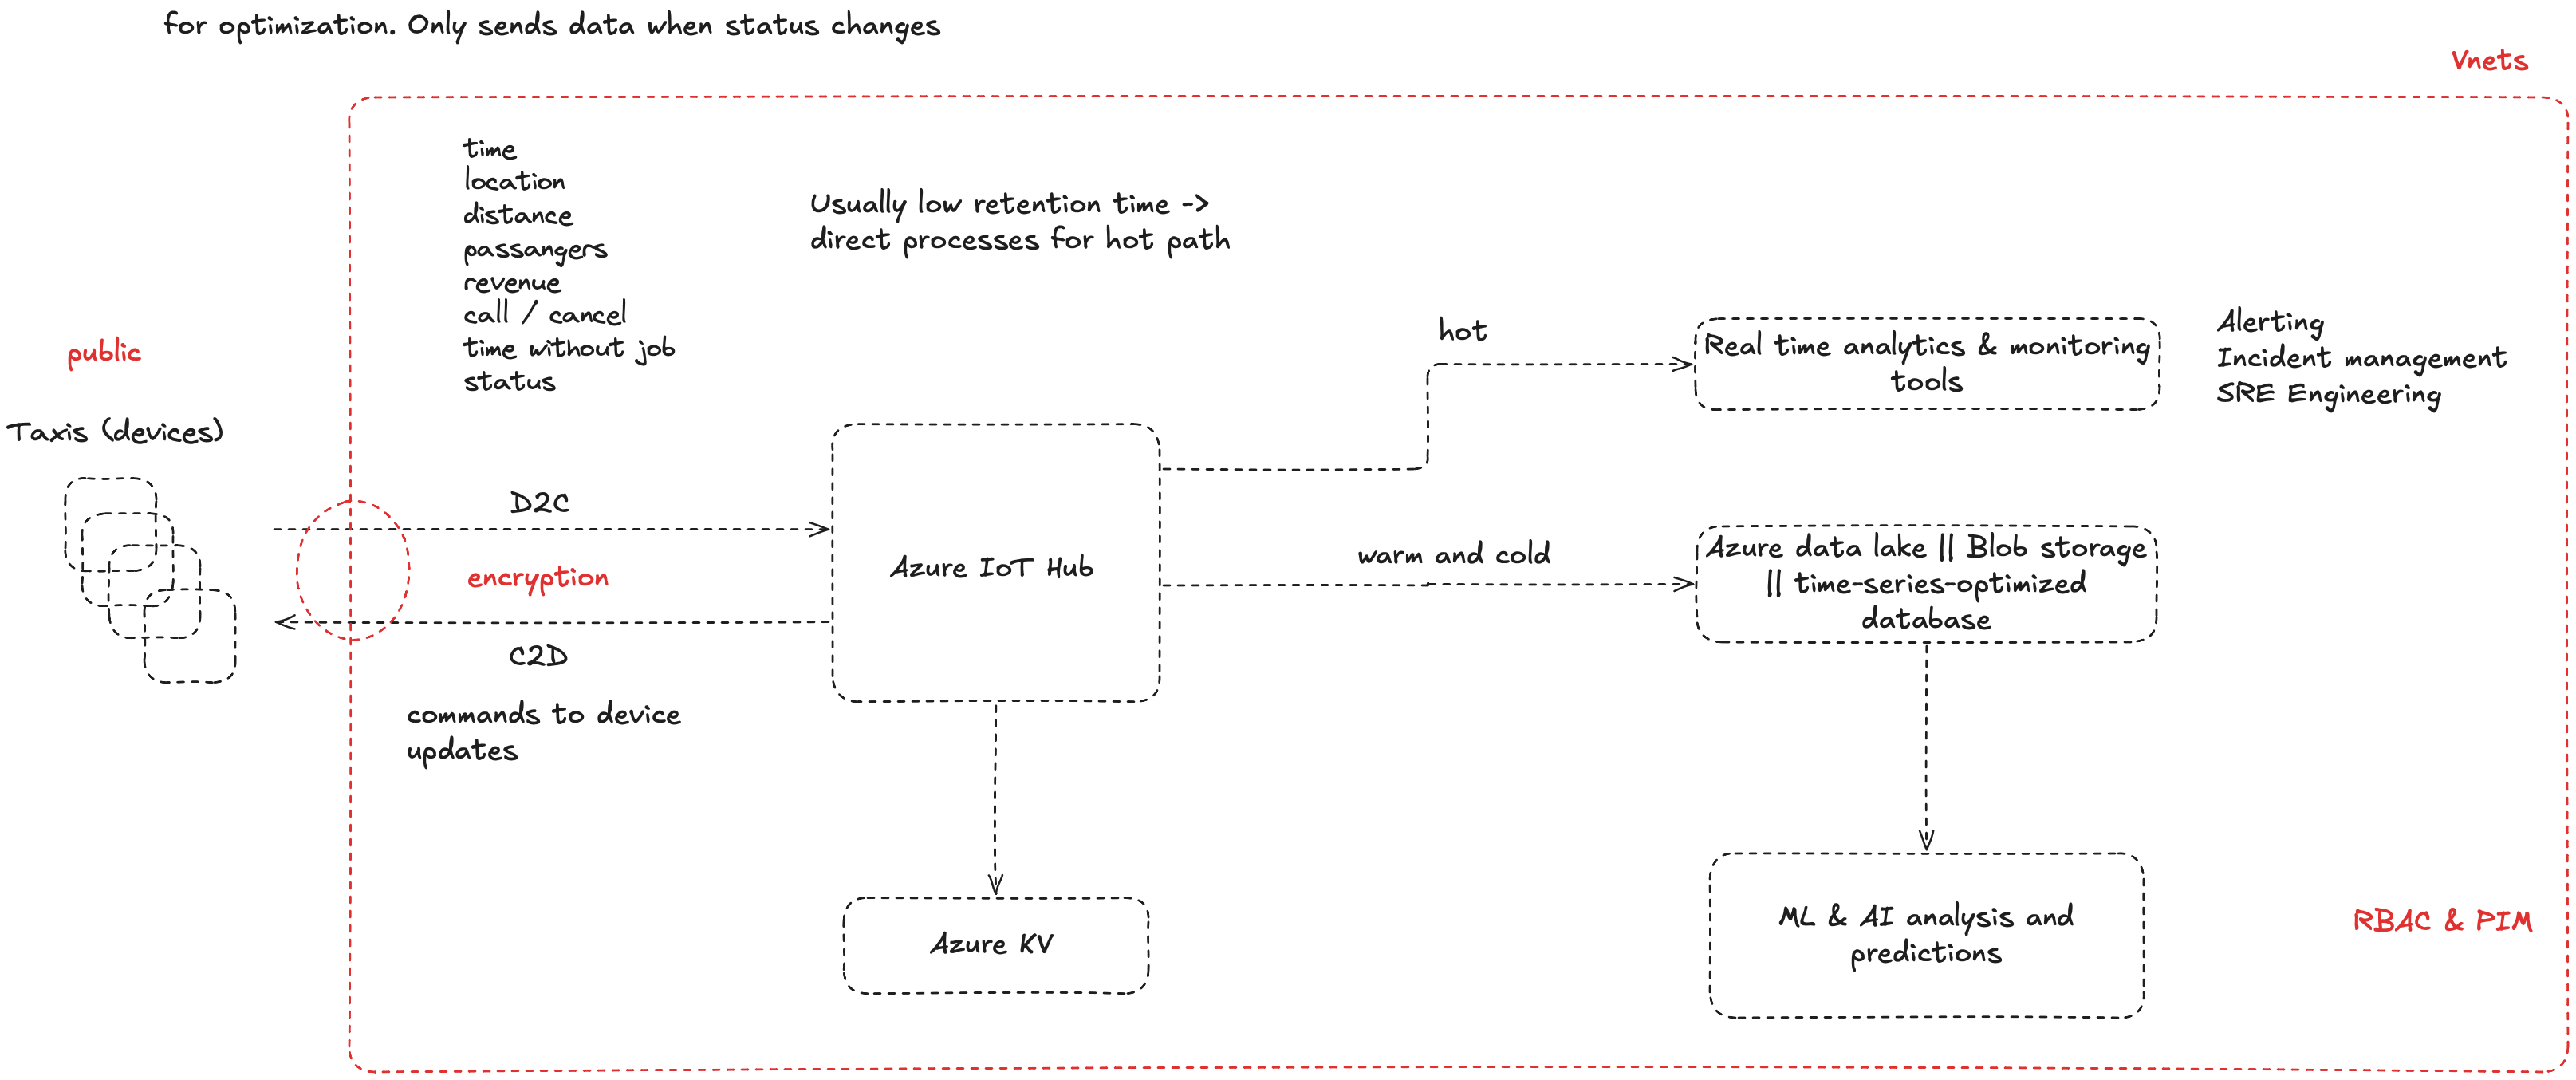 for optimization. Only sends data when status changes
Vnets
time
location
distance
passangers
revenue
call / cancel
time without job
status
Usually low retention time ->
direct processes for hot path
public
Taxis (devices)
D2C
encryption
C2D
commands to device
updates
Azure IoT Hub
hot
Real time analytics & monitoring
tools
Alerting
Incident management
SRE Engineering
warm and cold
Azure data lake || Blob storage
|| time-series-optimized
database
Azure KV
ML & AI analysis and
predictions
RBAC & PIM